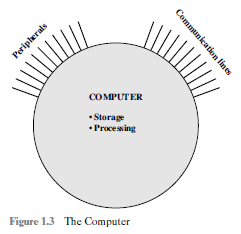 Peripherals
Communication lines
COMPUTER
• Storage
• Processing
Figure 1.3 The Computer